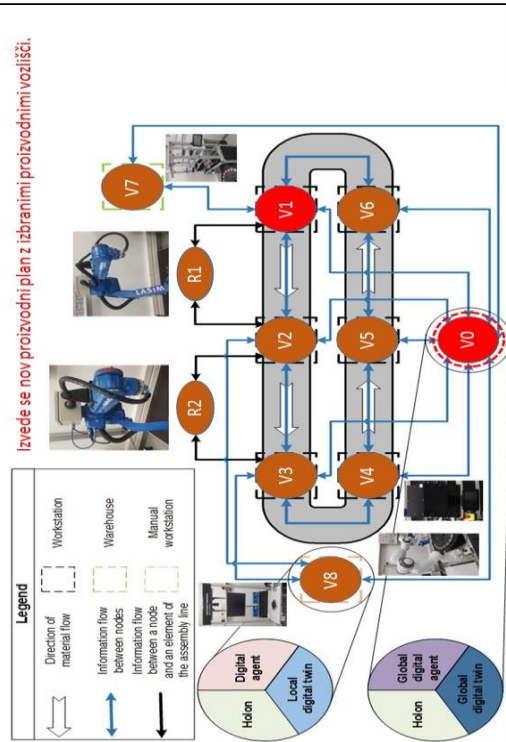 Izvede se nov proizvodni plan z izbranimi proizvodnimi vozlišči.
Legend
Direction of
material flow
Workstation
Information flow
between nodes
Warehouse
Information flow
between a node
and an element of
the assembly line
Manual
workstation
V7
R1
R2
V1
V2
V3
V6
V5
V4
V8
V0
YASKAWA
Holon
Digital
agent
Local
digital twin
Holon
Global
digital
agent
Global
digital twin